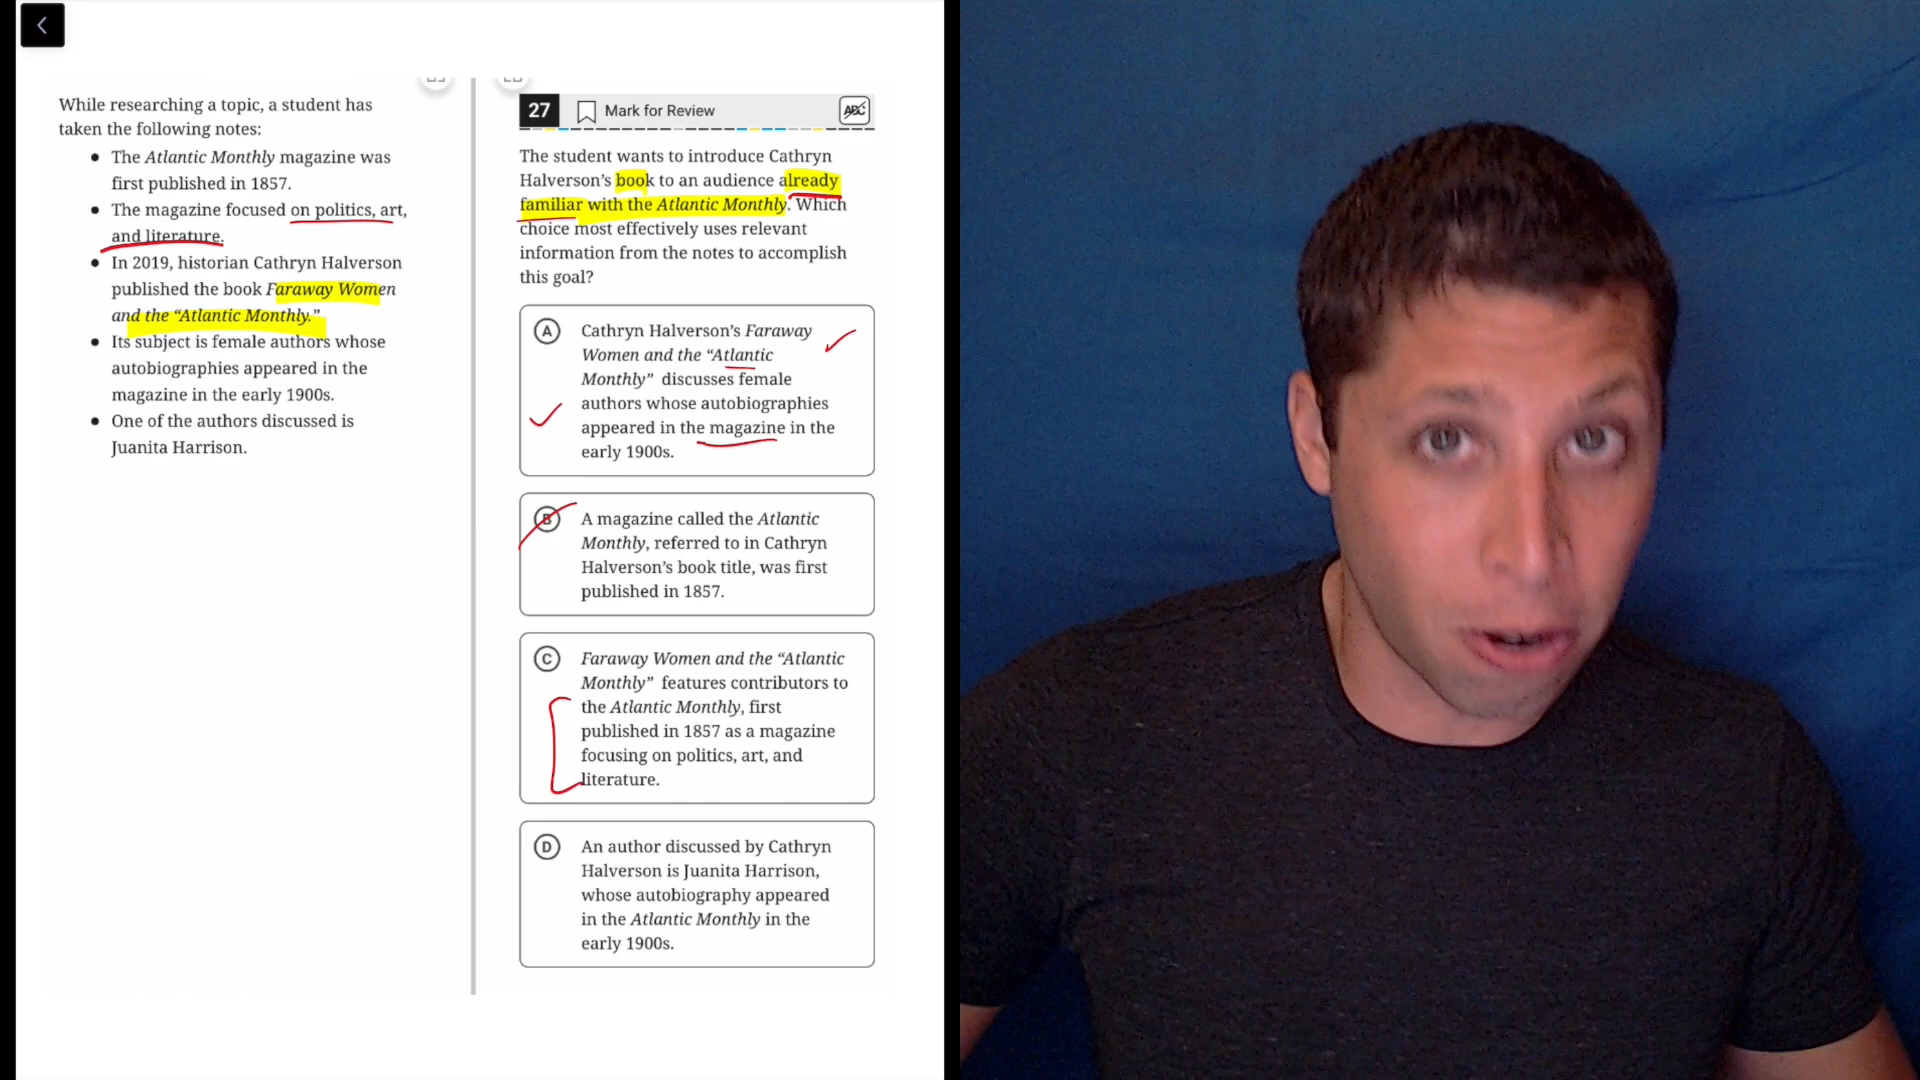 While researching a topic, a student has
taken the following notes:
• The Atlantic Monthly magazine was
first published in 1857.
• The magazine focused on politics, art,
and literature.
• In 2019, historian Cathryn Halverson
published the book Faraway Women
and the “Atlantic Monthly.”
• Its subject is female authors whose
autobiographies appeared in the
magazine in the early 1900s.
• One of the authors discussed is
Juanita Harrison.
27 Mark for Review ABC
The student wants to introduce Cathryn
Halverson’s book to an audience already
familiar with the Atlantic Monthly. Which
choice most effectively uses relevant
information from the notes to accomplish
this goal?
A Cathryn Halverson’s Faraway
Women and the “Atlantic
Monthly” discusses female
authors whose autobiographies
appeared in the magazine in the
early 1900s.
B A magazine called the Atlantic
Monthly, referred to in Cathryn
Halverson’s book title, was first
published in 1857.
C Faraway Women and the “Atlantic
Monthly” features contributors to
the Atlantic Monthly, first
published in 1857 as a magazine
focusing on politics, art, and
literature.
D An author discussed by Cathryn
Halverson is Juanita Harrison,
whose autobiography appeared
in the Atlantic Monthly in the
early 1900s.